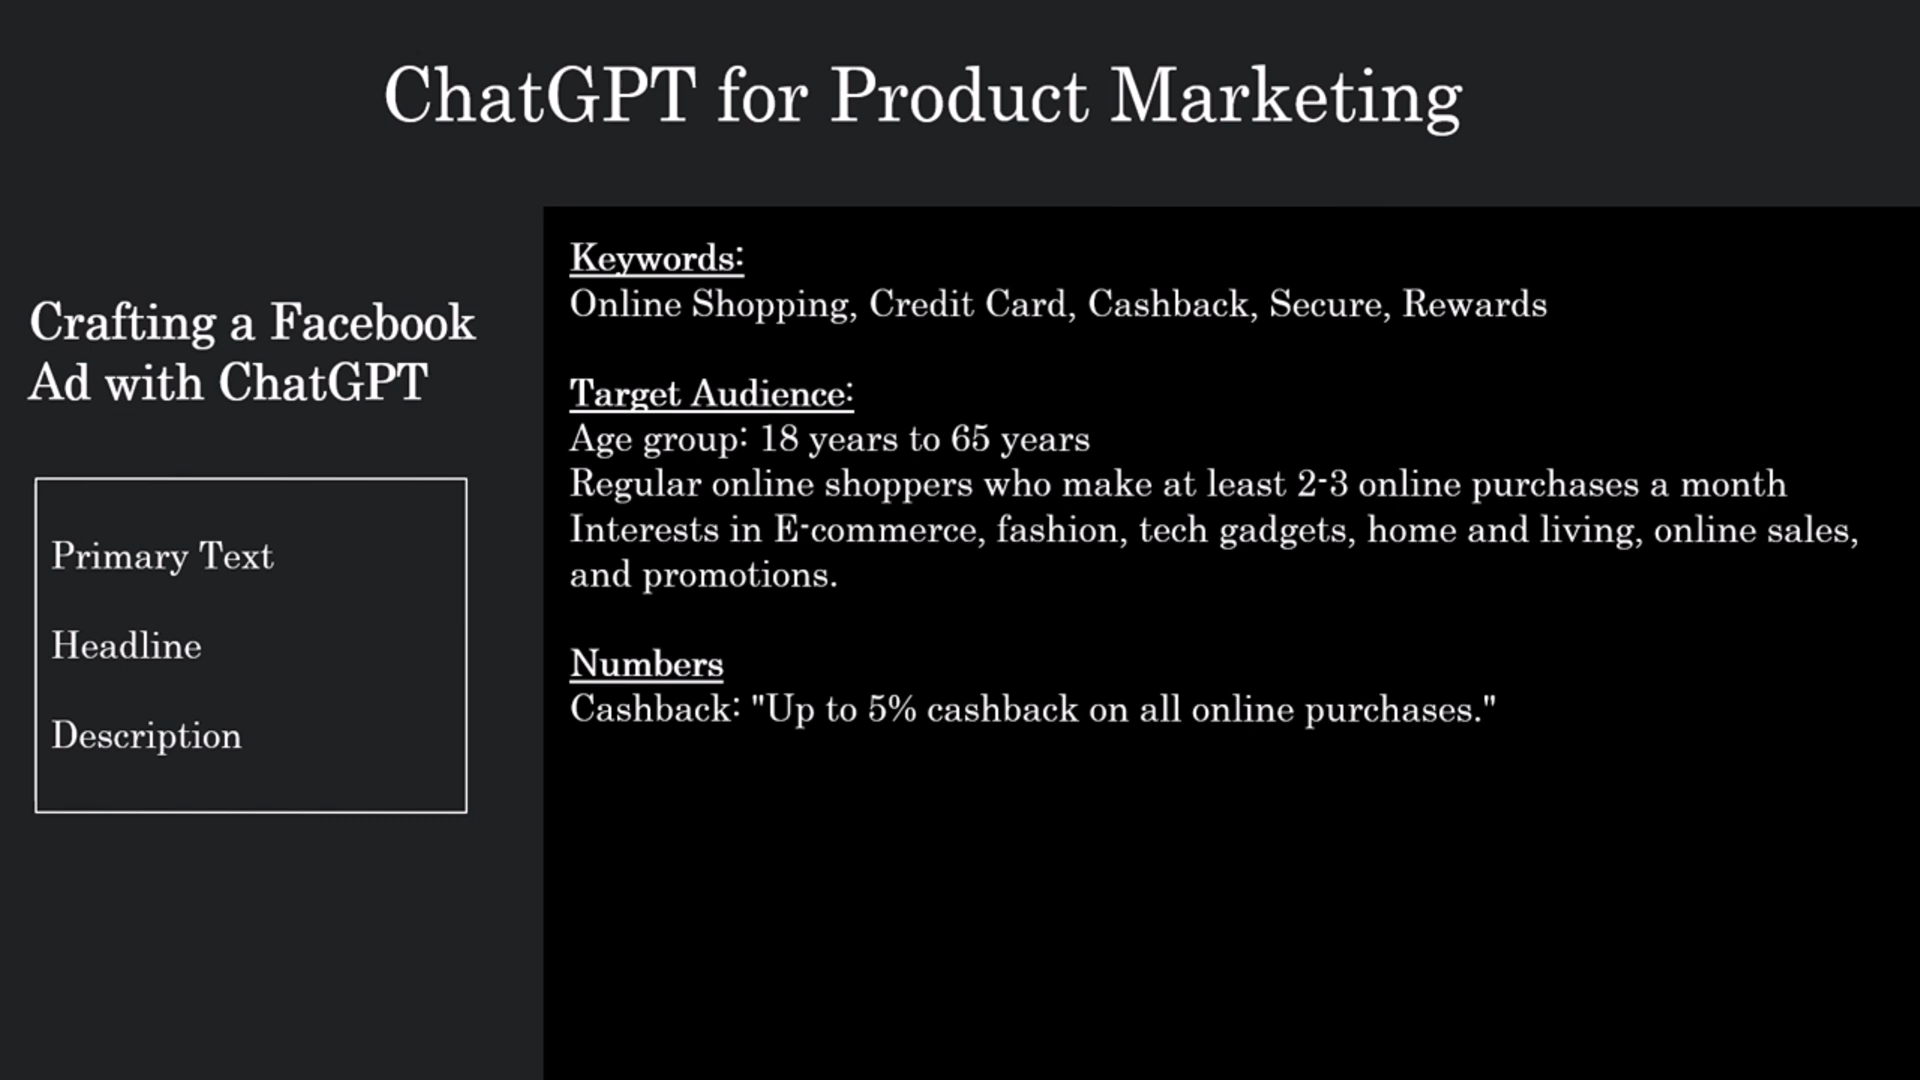 ChatGPT for Product Marketing
Crafting a Facebook
Ad with ChatGPT
Primary Text
Headline
Description
Keywords:
Online Shopping, Credit Card, Cashback, Secure, Rewards
Target Audience:
Age group: 18 years to 65 years
Regular online shoppers who make at least 2-3 online purchases a month
Interests in E-commerce, fashion, tech gadgets, home and living, online sales,
and promotions.
Numbers
Cashback: "Up to 5% cashback on all online purchases."